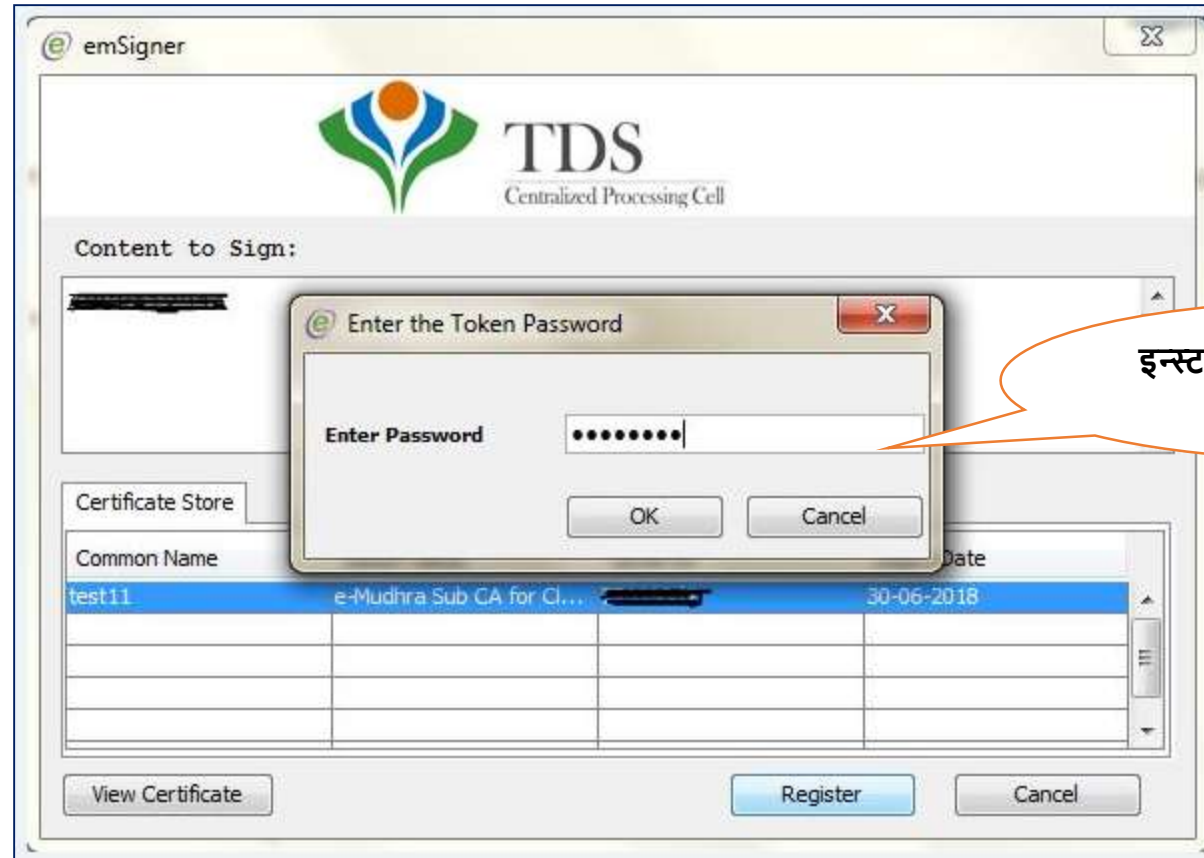 emSigner
TDS
Centralized Processing Cell
Content to Sign:
Enter the Token Password
इन्स्ट
Enter Password ••••••••
OK Cancel
Certificate Store
Common Name Date
test11 e-Mudhra Sub CA for Cl... 30-06-2018
View Certificate Register Cancel